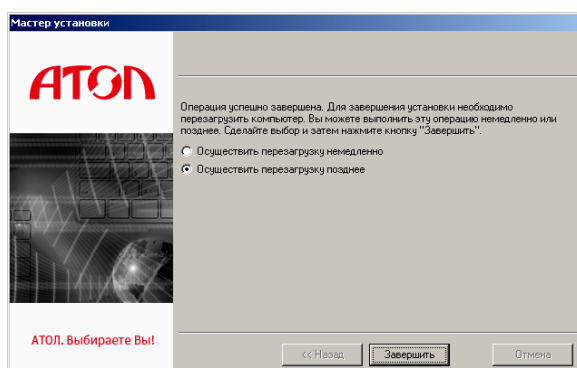 Мастер установки
АТОЛ
Операция успешно завершена. Для завершения установки необходимо
перезагрузить компьютер. Вы можете выполнить эту операцию немедленно или
позднее. Сделайте выбор и затем нажмите кнопку "Завершить".
Осуществить перезагрузку немедленно
Осуществить перезагрузку позднее
АТОЛ. Выбираете Вы!
<< Назад
Завершить
Отмена